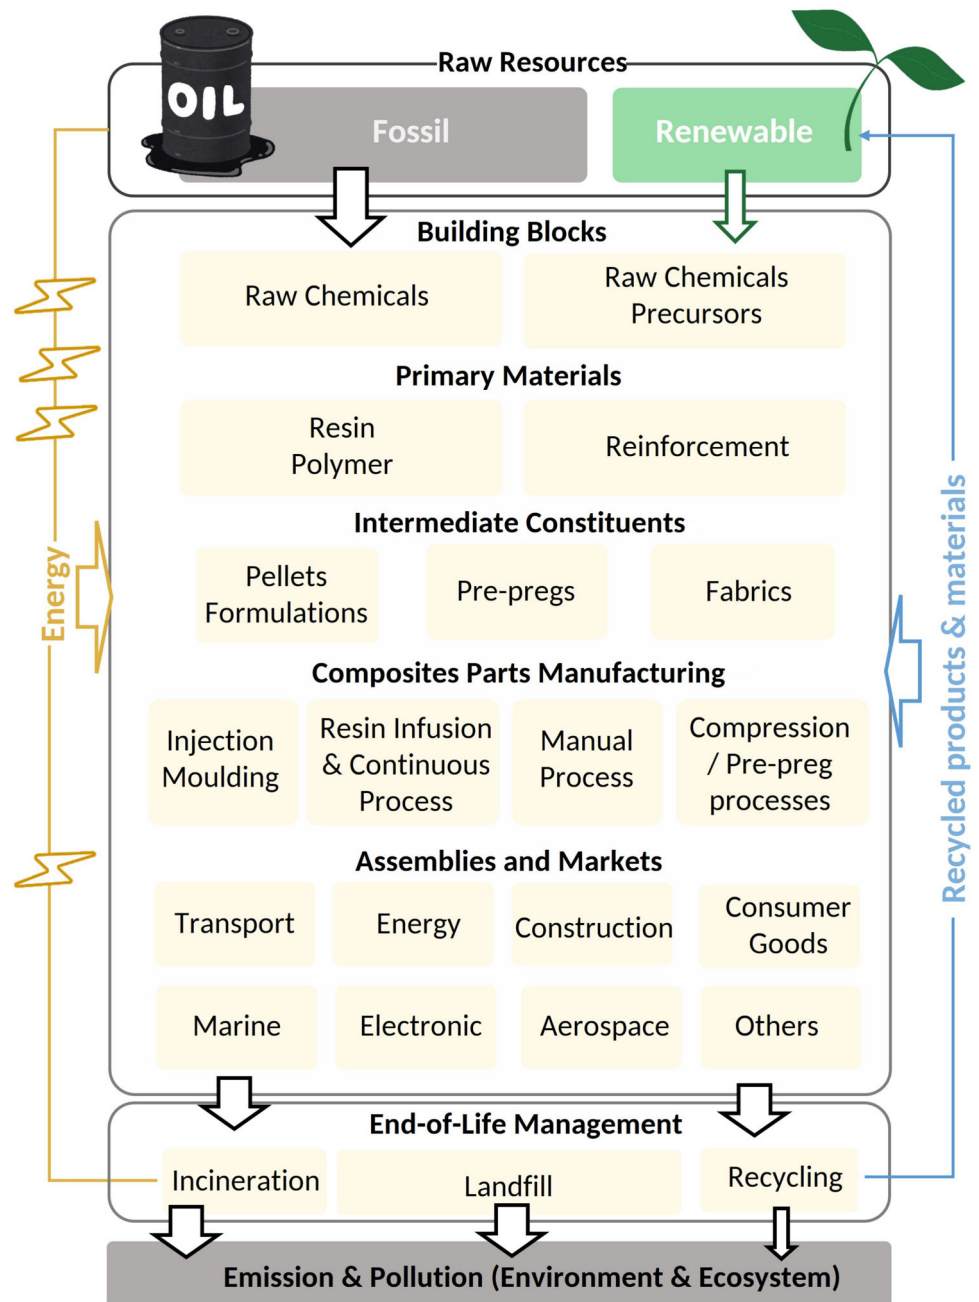 Raw Resources
OIL
Fossil
Renewable
Building Blocks
Raw Chemicals
Raw Chemicals
Precursors
Primary Materials
Resin
Polymer
Reinforcement
Intermediate Constituents
Pellets
Formulations
Pre-pregs
Fabrics
Composites Parts Manufacturing
Injection
Moulding
Resin Infusion
& Continuous
Process
Manual
Process
Compression
/ Pre-preg
processes
Assemblies and Markets
Transport
Energy
Construction
Consumer
Goods
Marine
Electronic
Aerospace
Others
End-of-Life Management
Incineration
Landfill
Recycling
Emission & Pollution (Environment & Ecosystem)
Energy
Recycled products & materials